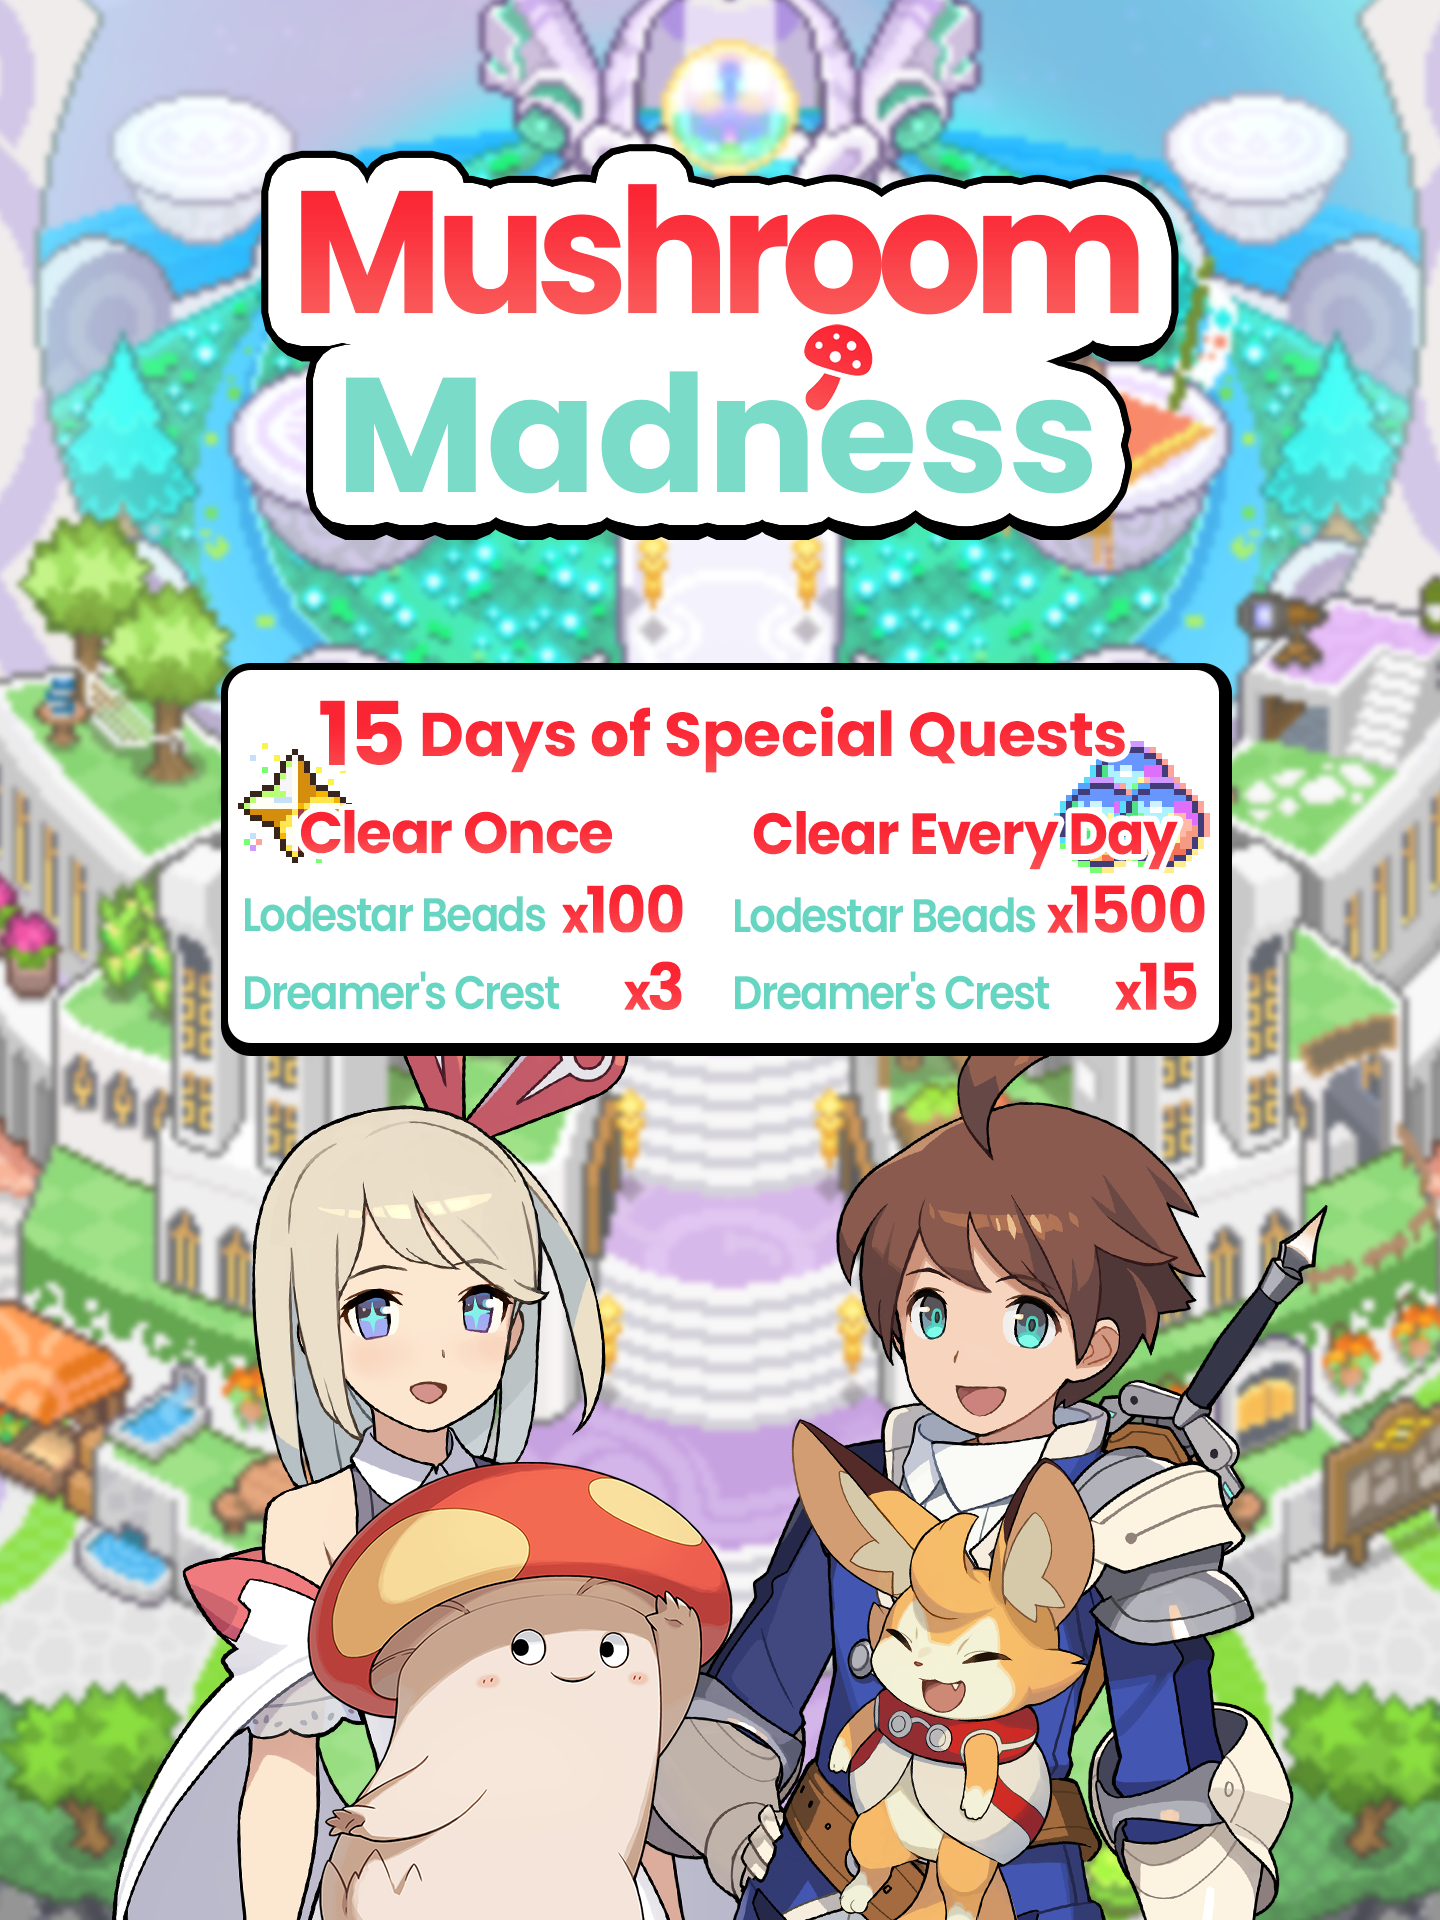 Mushroom
Madness
15 Days of Special Quests
Clear Once
Lodestar Beads x100
Dreamer's Crest x3
Clear Every Day
Lodestar Beads x1500
Dreamer's Crest x15